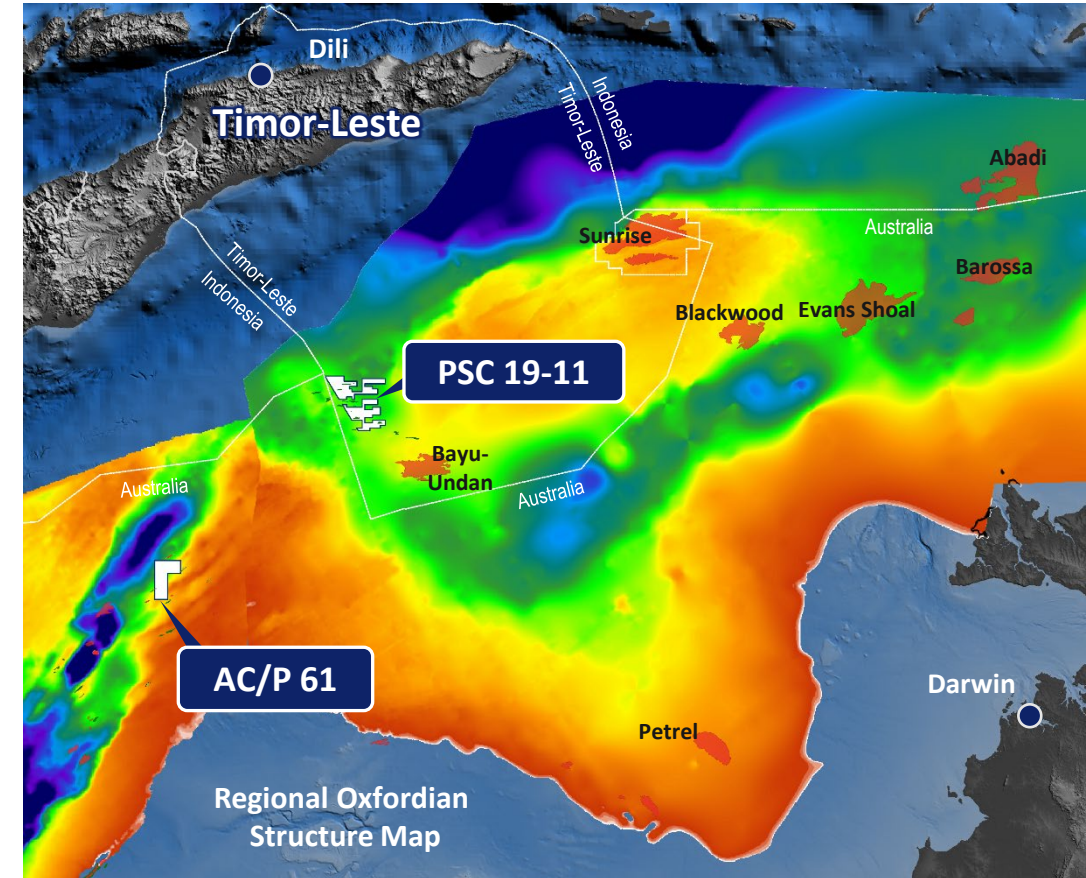 Dili
Timor-Leste
Indonesia
Timor-Leste
Abadi
Australia
Sunrise
Barossa
Timor-Leste
Indonesia
Blackwood
Evans Shoal
PSC 19-11
Bayu-
Undan
Australia
Australia
AC/P 61
Darwin
Petrel
Regional Oxfordian
Structure Map